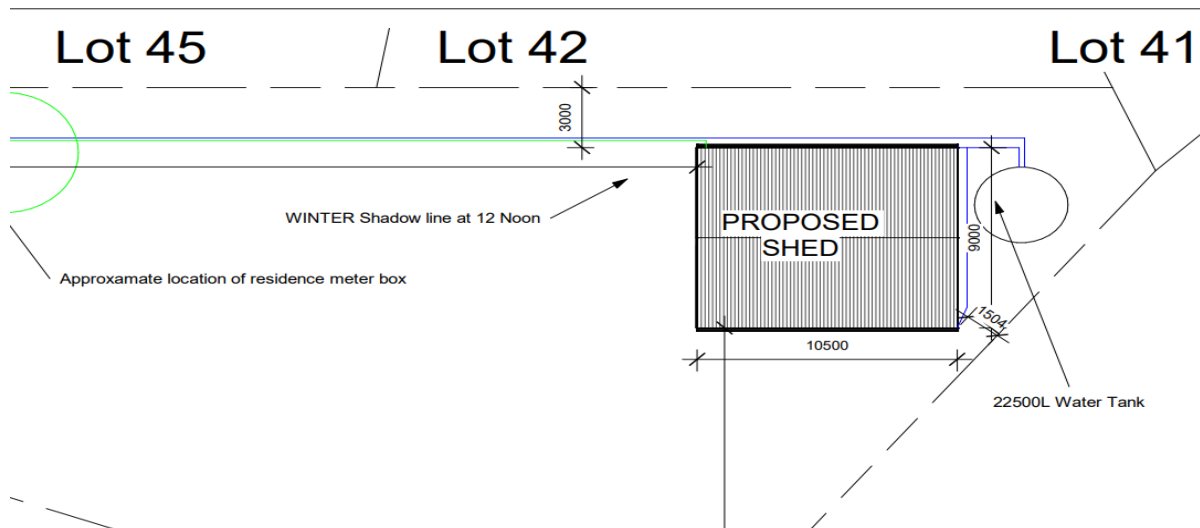 Lot 45
Lot 42
Lot 41
3000
WINTER Shadow line at 12 Noon
PROPOSED
SHED
9000
Approxamate location of residence meter box
1504
10500
22500L Water Tank